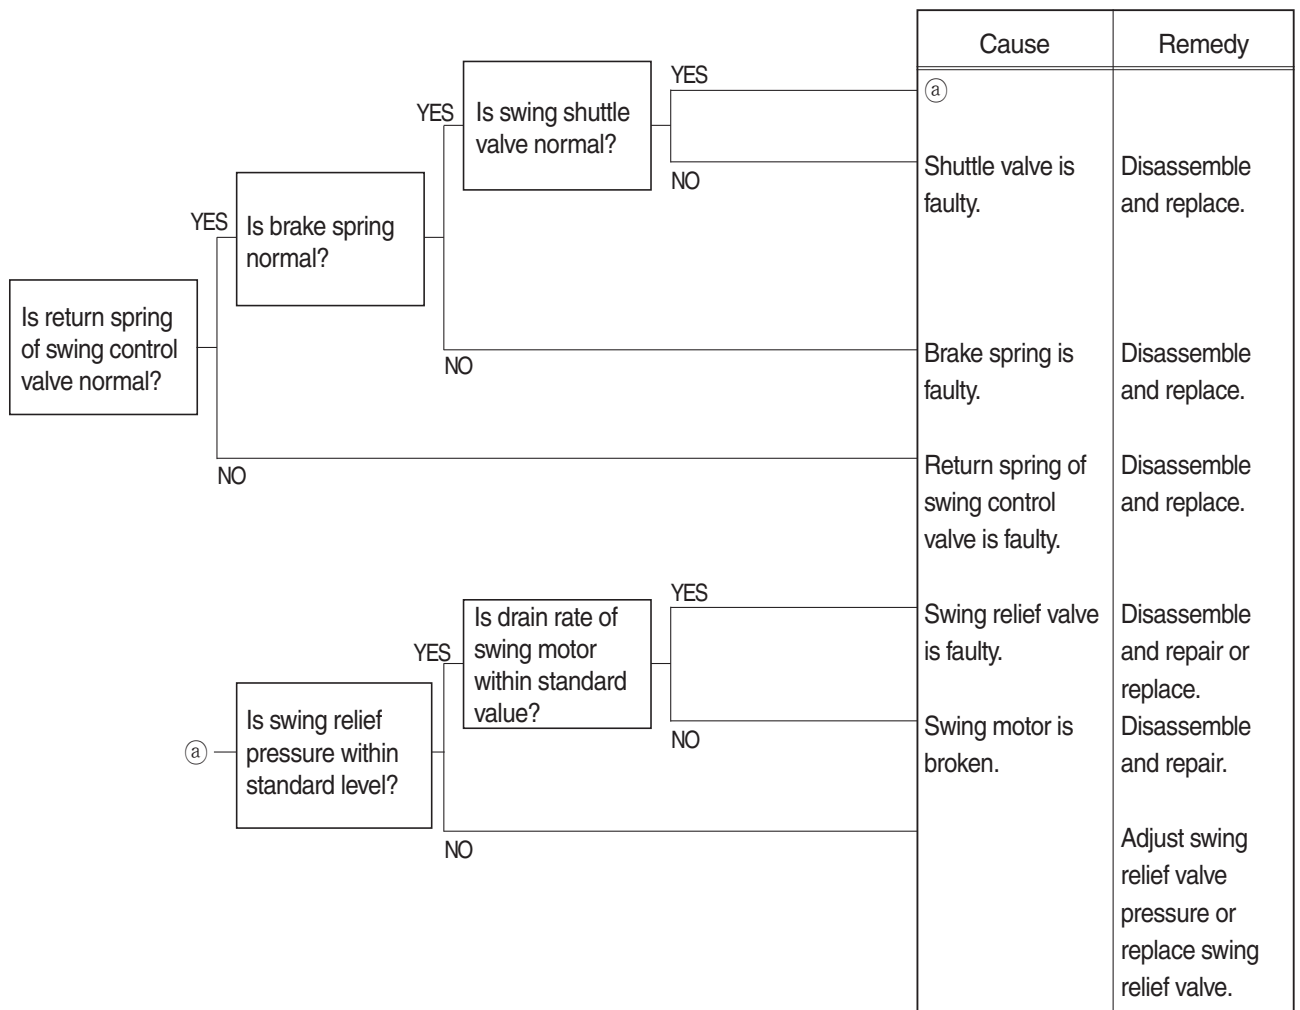 Cause
Remedy
YES
ⓐ
YES
Is swing shuttle
valve normal?
NO
Shuttle valve is
faulty.
Disassemble
and replace.
YES
Is brake spring
normal?
Is return spring
of swing control
valve normal?
NO
Brake spring is
faulty.
Disassemble
and replace.
NO
Return spring of
swing control
valve is faulty.
Disassemble
and replace.
YES
Is drain rate of
swing motor
within standard
value?
YES
Swing relief valve
is faulty.
Disassemble
and repair or
replace.
ⓐ
Is swing relief
pressure within
standard level?
NO
Swing motor is
broken.
Disassemble
and repair.
NO
Adjust swing
relief valve
pressure or
replace swing
relief valve.